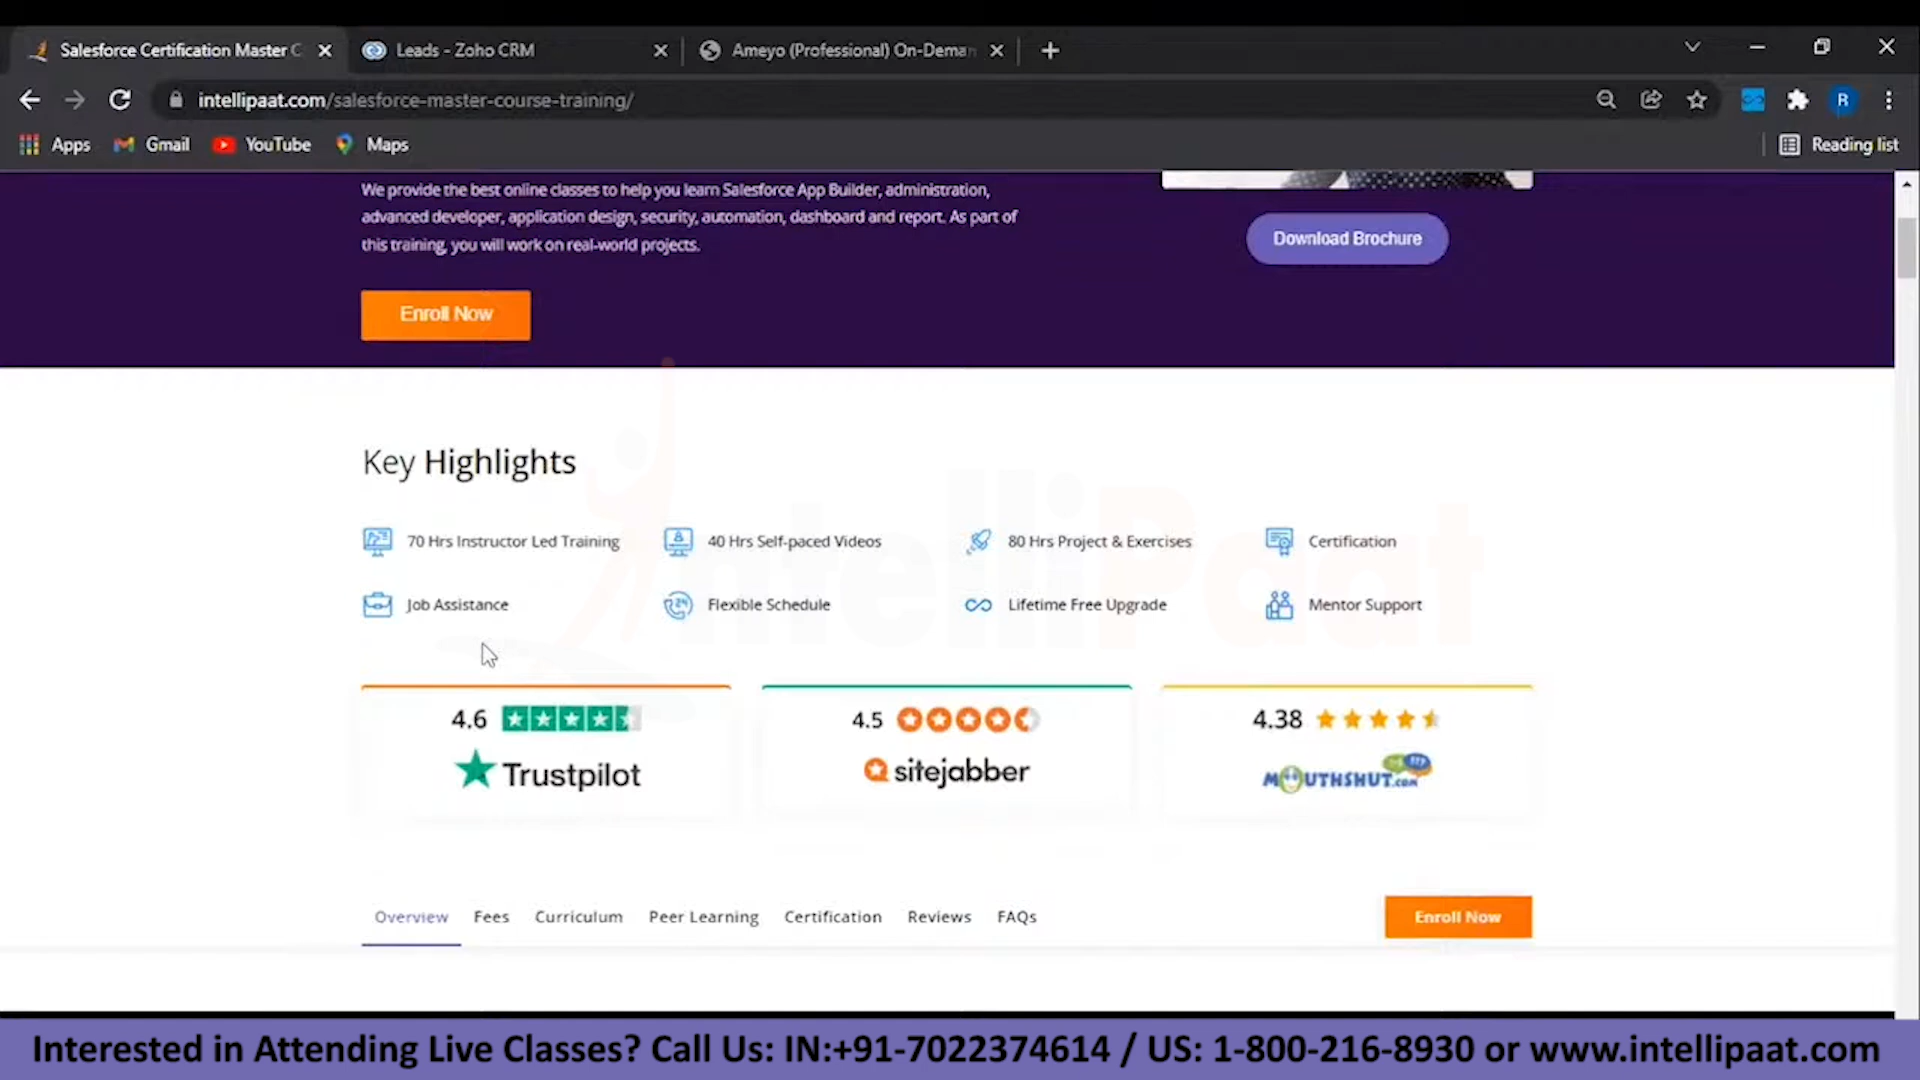 Salesforce Certification Master C
Leads - Zoho CRM
Ameyo (Professional) On-Deman
intellipaat.com/salesforce-master-course-training/
R
Apps
Gmail
YouTube
Maps
Reading list
We provide the best online classes to help you learn Salesforce App Builder, administration,
advanced developer, application design, security, automation, dashboard and report. As part of
this training, you will work on real-world projects.
Download Brochure
Enroll Now
Key Highlights
70 Hrs Instructor Led Training
40 Hrs Self-paced Videos
80 Hrs Project & Exercises
Certification
Job Assistance
Flexible Schedule
Lifetime Free Upgrade
Mentor Support
IntelliPaat
4.6
Trustpilot
4.5
sitejabber
4.38
MOUTHSHUT.com
Overview
Fees
Curriculum
Peer Learning
Certification
Reviews
FAQs
Enroll Now
Interested in Attending Live Classes? Call Us: IN:+91-7022374614 / US: 1-800-216-8930 or www.intellipaat.com